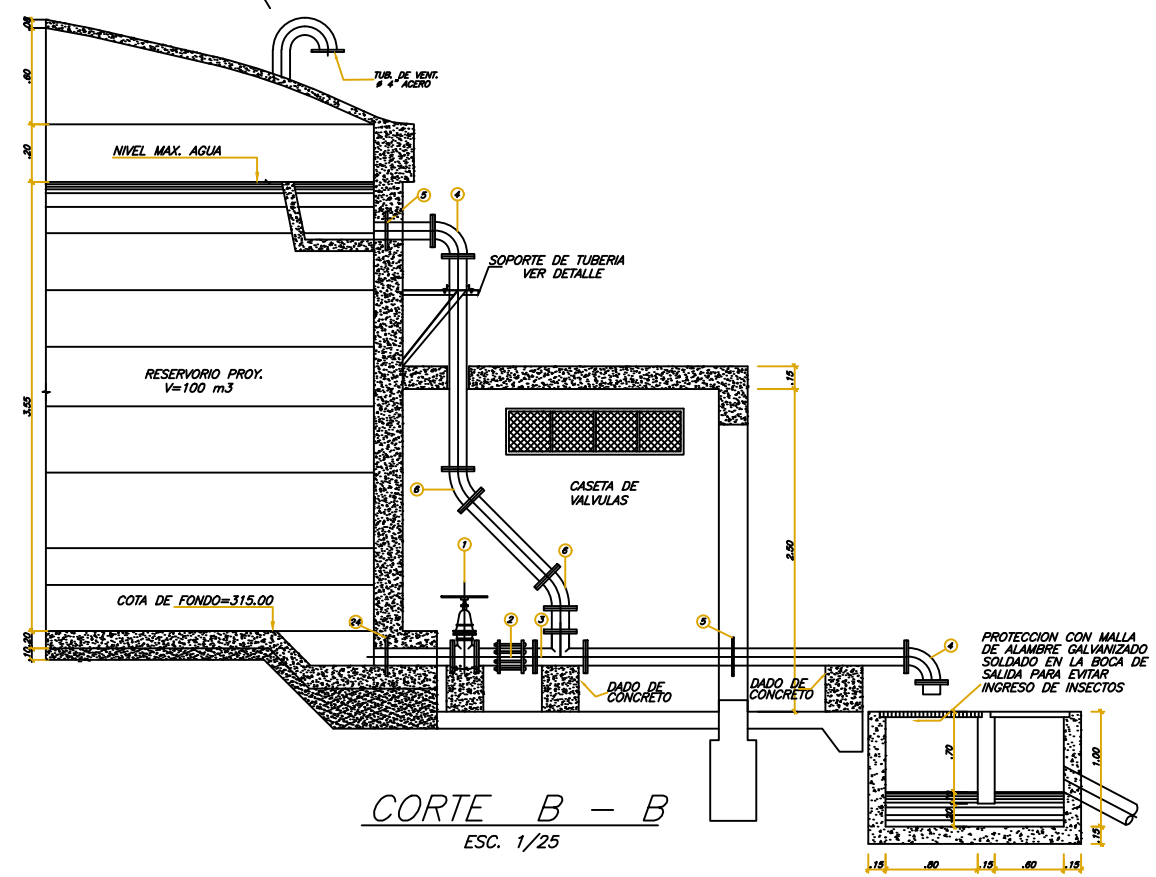 TUB. DE VENT.
ø 4" ACERO
.08
.60
.20
NIVEL MAX. AGUA
5
4
SOPORTE DE TUBERIA
VER DETALLE
.15
RESERVORIO PROY.
V=100 m3
3.55
6
CASETA DE
VALVULAS
2.50
1
6
COTA DE FONDO=315.00
24
2
3
5
4
.20
.10
PROTECCION CON MALLA
DE ALAMBRE GALVANIZADO
SOLDADO EN LA BOCA DE
SALIDA PARA EVITAR
INGRESO DE INSECTOS
DADO DE
CONCRETO
DADO DE
CONCRETO
.70
1.00
.20
.15
CORTE B - B
ESC. 1/25
.15
.80
.15
.60
.15